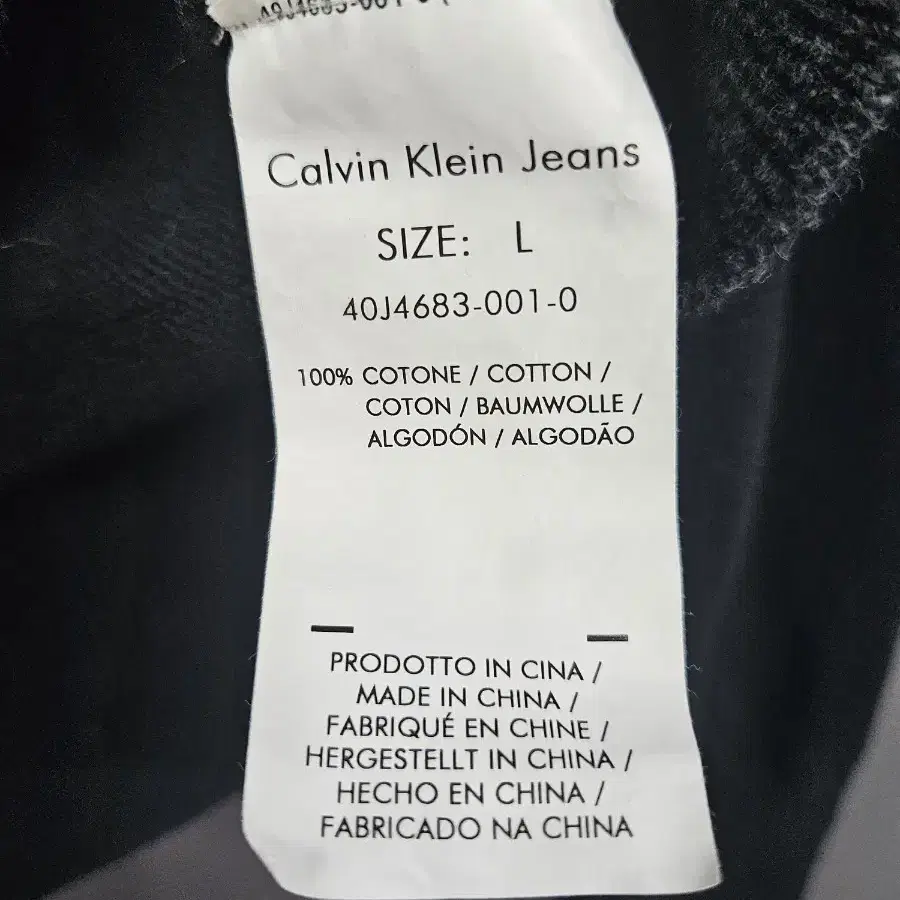 Calvin Klein Jeans
SIZE: L
40J4683-001-0
100% COTONE / COTTON /
COTON / BAUMWOLLE /
ALGODÓN / ALGODÃO
PRODOTTO IN CINA /
MADE IN CHINA /
FABRIQUÉ EN CHINE /
HERGESTELLT IN CHINA /
HECHO EN CHINA /
FABRICADO NA CHINA